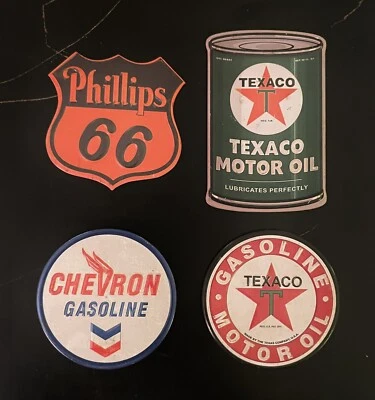 Phillips
66
TEXACO
T
TEXACO
MOTOR OIL
LUBRICATES PERFECTLY
CHEVRON
GASOLINE
GASOLINE
TEXACO
T
MOTOR OIL